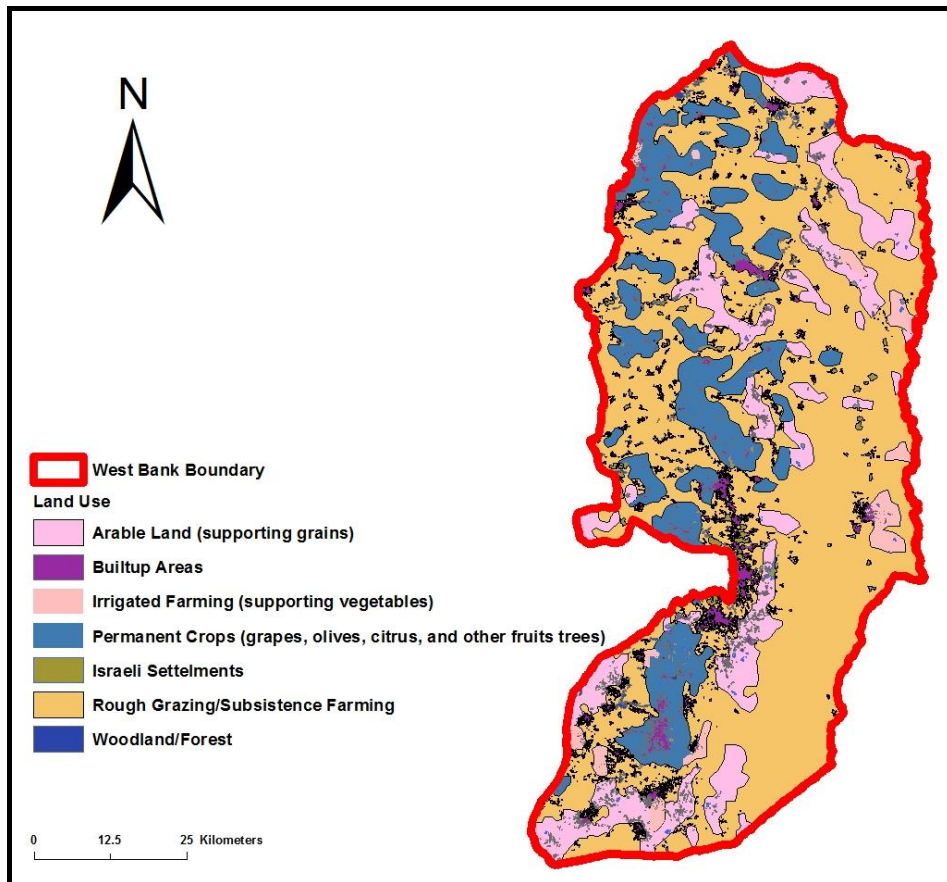 N
West Bank Boundary
Land Use
Arable Land (supporting grains)
Builtup Areas
Irrigated Farming (supporting vegetables)
Permanent Crops (grapes, olives, citrus, and other fruits trees)
Israeli Settelments
Rough Grazing/Subsistence Farming
Woodland/Forest
0 12.5 25 Kilometers